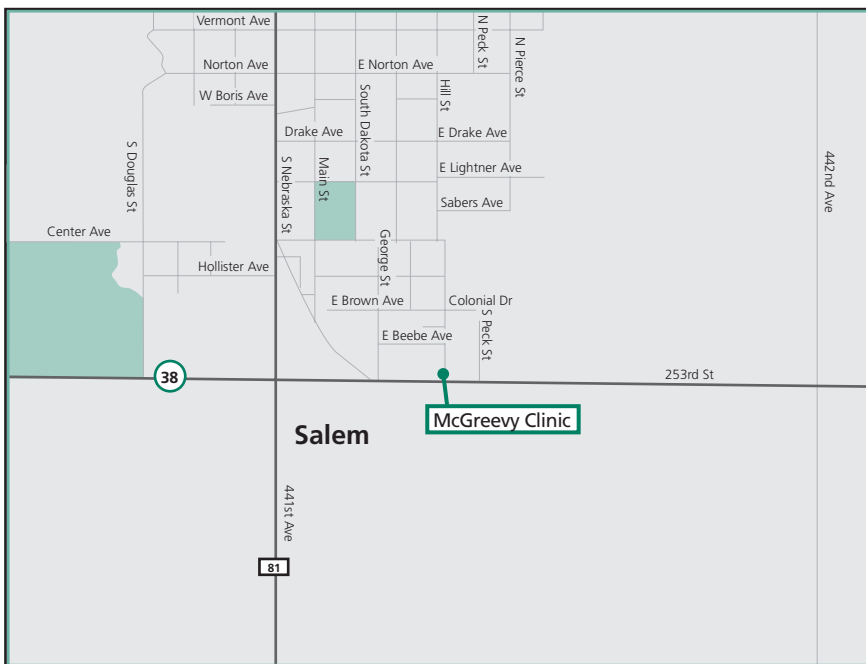 Vermont Ave
N Peck St
N Pierce St
Norton Ave
E Norton Ave
W Boris Ave
South Dakota St
Hill St
Drake Ave
E Drake Ave
S Douglas St
S Nebraska St
Main St
E Lightner Ave
442nd Ave
Sabers Ave
Center Ave
George St
Hollister Ave
E Brown Ave
Colonial Dr
S Peck St
E Beebe Ave
38
253rd St
McGreevy Clinic
Salem
441st Ave
81